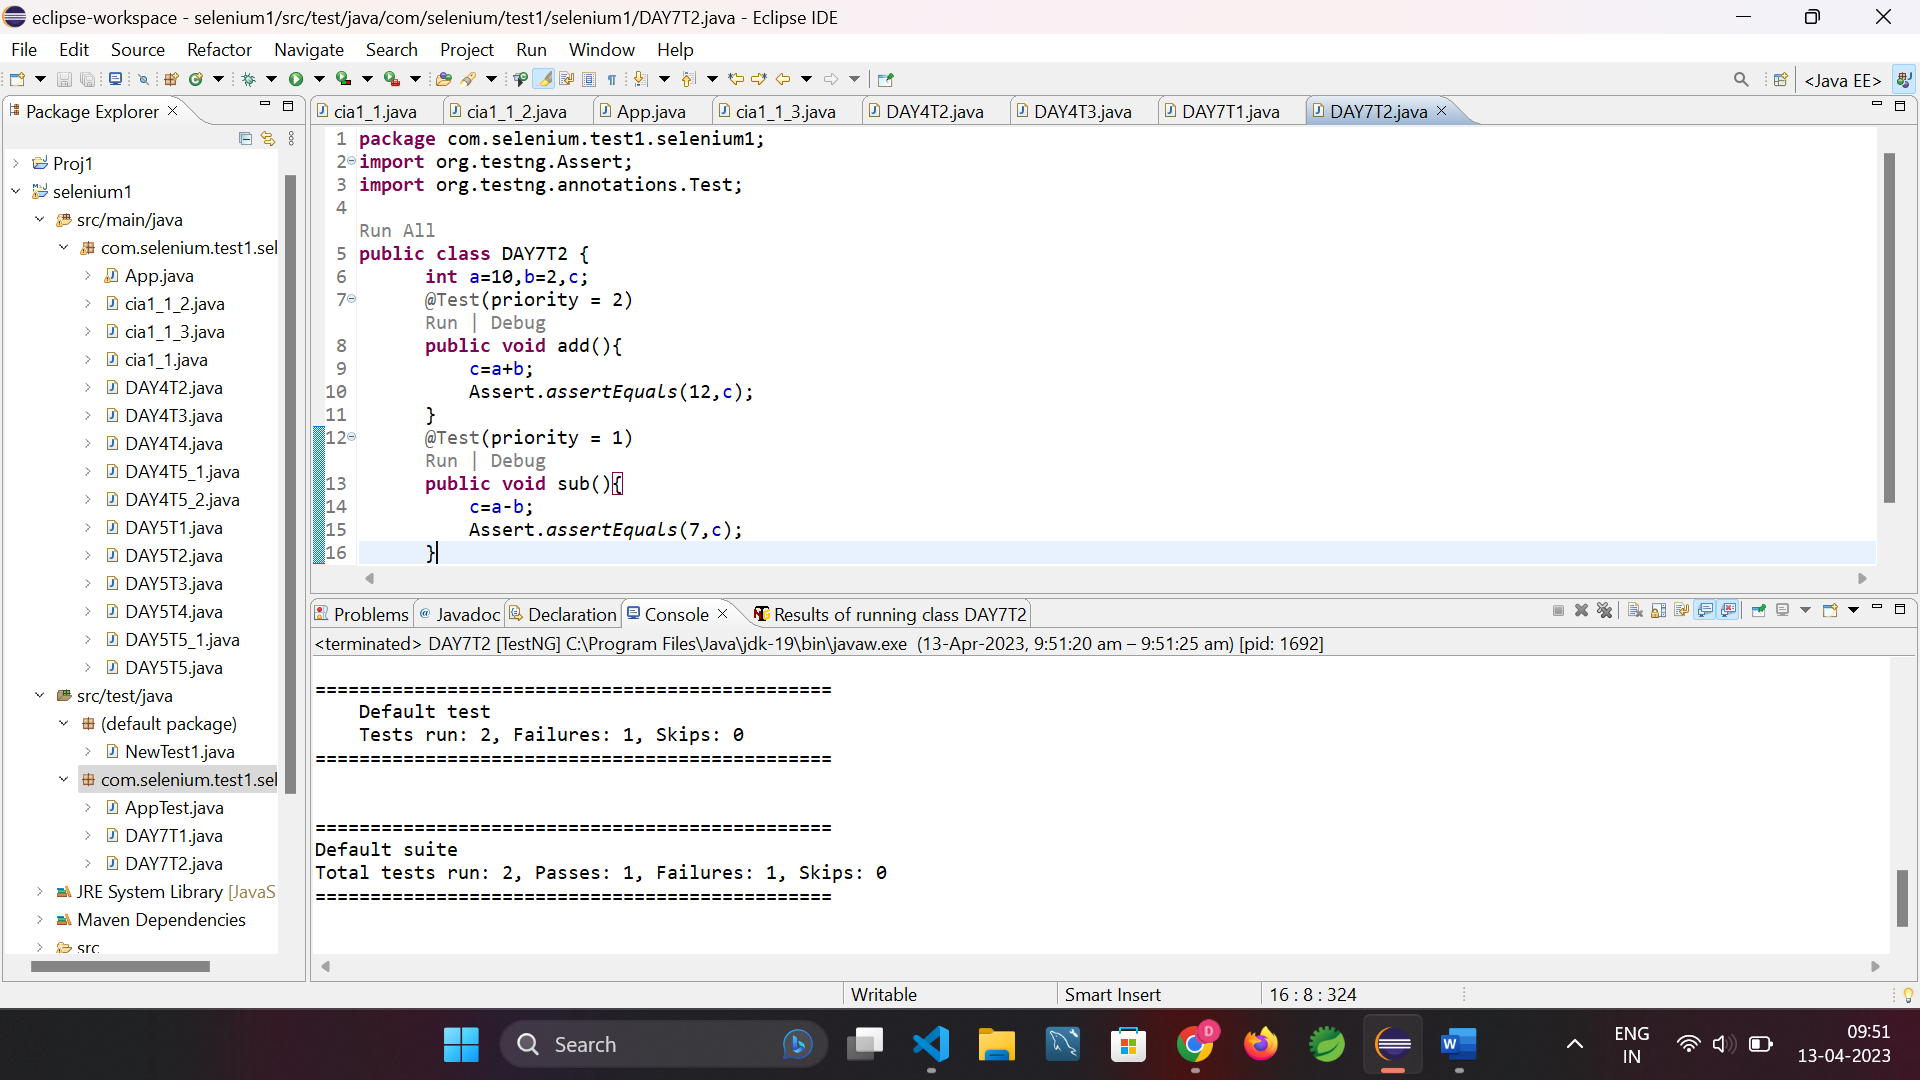 eclipse-workspace - selenium1/src/test/java/com/selenium/test1/selenium1/DAY7T2.java - Eclipse IDE
File Edit Source Refactor Navigate Search Project Run Window Help
<Java EE>
Package Explorer
Proj1
selenium1
src/main/java
com.selenium.test1.sel
App.java
cia1_1_2.java
cia1_1_3.java
cia1_1.java
DAY4T2.java
DAY4T3.java
DAY4T4.java
DAY4T5_1.java
DAY4T5_2.java
DAY5T1.java
DAY5T2.java
DAY5T3.java
DAY5T4.java
DAY5T5_1.java
DAY5T5.java
src/test/java
(default package)
NewTest1.java
com.selenium.test1.sel
AppTest.java
DAY7T1.java
DAY7T2.java
JRE System Library [JavaS
Maven Dependencies
src
cia1_1.java cia1_1_2.java App.java cia1_1_3.java DAY4T2.java DAY4T3.java DAY7T1.java DAY7T2.java
1 package com.selenium.test1.selenium1;
2 import org.testng.Assert;
3 import org.testng.annotations.Test;
4
Run All
5 public class DAY7T2 {
6 int a=10,b=2,c;
7 @Test(priority = 2)
Run | Debug
8 public void add(){
9 c=a+b;
10 Assert.assertEquals(12,c);
11 }
12 @Test(priority = 1)
Run | Debug
13 public void sub(){
14 c=a-b;
15 Assert.assertEquals(7,c);
16 }
Problems @ Javadoc Declaration Console Results of running class DAY7T2
<terminated> DAY7T2 [TestNG] C:\Program Files\Java\jdk-19\bin\javaw.exe (13-Apr-2023, 9:51:20 am – 9:51:25 am) [pid: 1692]
===============================================
Default test
Tests run: 2, Failures: 1, Skips: 0
===============================================
===============================================
Default suite
Total tests run: 2, Passes: 1, Failures: 1, Skips: 0
===============================================
Writable Smart Insert 16 : 8 : 324
Search
D
W
ENG
IN
09:51
13-04-2023